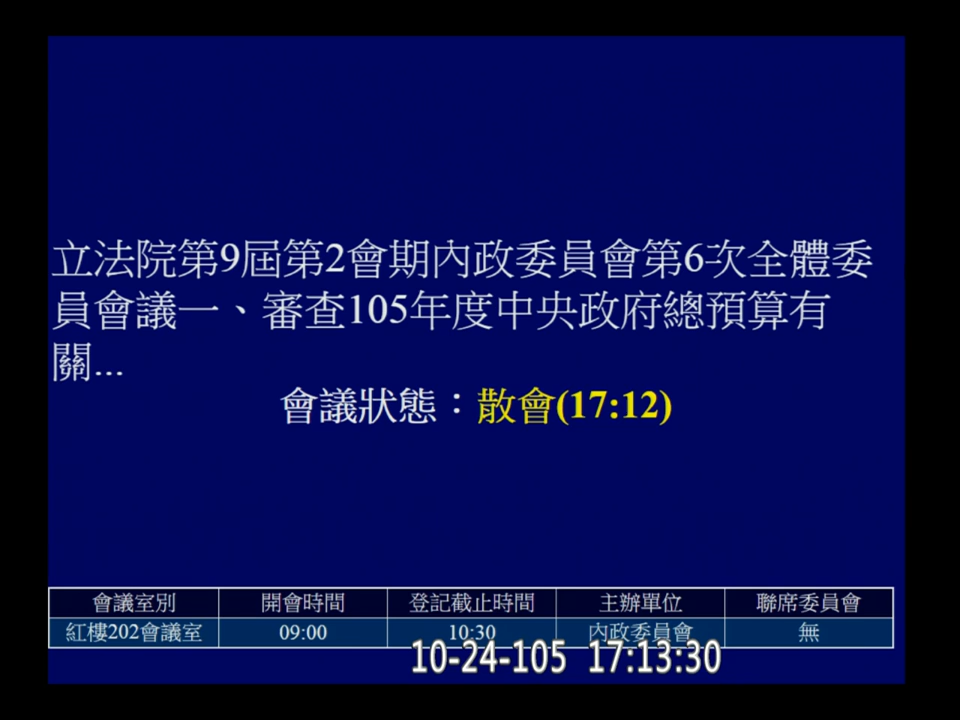 立法院第9屆第2會期內政委員會第6次全體委
員會議一、審查105年度中央政府總預算有
關...
會議狀態：散會(17:12)
會議室別 開會時間 登記截止時間 主辦單位 聯席委員會
紅樓202會議室 09:00 10:30 內政委員會 無
10-24-105 17:13:30